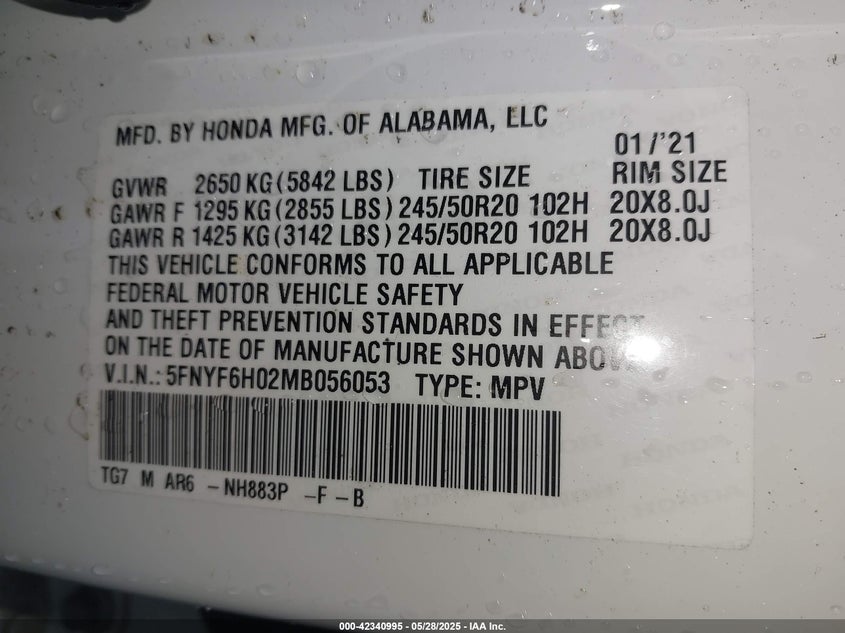 MFD. BY HONDA MFG. OF ALABAMA, LLC
01/'21
GVWR 2650 KG (5842 LBS) TIRE SIZE RIM SIZE
GAWR F 1295 KG (2855 LBS) 245/50R20 102H 20X8.0J
GAWR R 1425 KG (3142 LBS) 245/50R20 102H 20X8.0J
THIS VEHICLE CONFORMS TO ALL APPLICABLE
FEDERAL MOTOR VEHICLE SAFETY
AND THEFT PREVENTION STANDARDS IN EFFECT
ON THE DATE OF MANUFACTURE SHOWN ABOVE.
V.I.N.: 5FNYF6H02MB056053 TYPE: MPV
TG7 M AR6 -NH883P -F -B
000-42340995 - 05/28/2025 - IAA Inc.